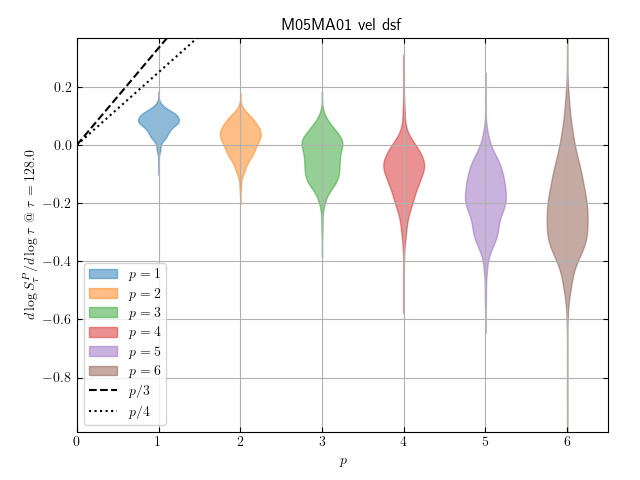 M05MA01 vel dsf
d log S_τ^P / d log τ @ τ = 128.0
0.2
0.0
−0.2
−0.4
−0.6
−0.8
p = 1
p = 2
p = 3
p = 4
p = 5
p = 6
p/3
p/4
0 1 2 3 4 5 6
p